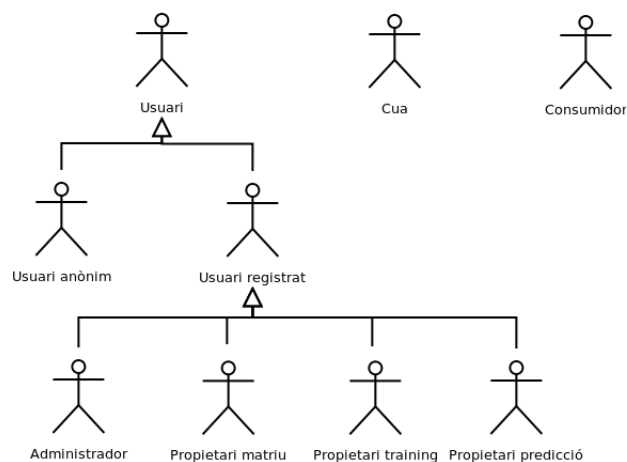 Usuari
Cua
Consumidor
Usuari anònim
Usuari registrat
Administrador
Propietari matriu
Propietari training
Propietari predicció